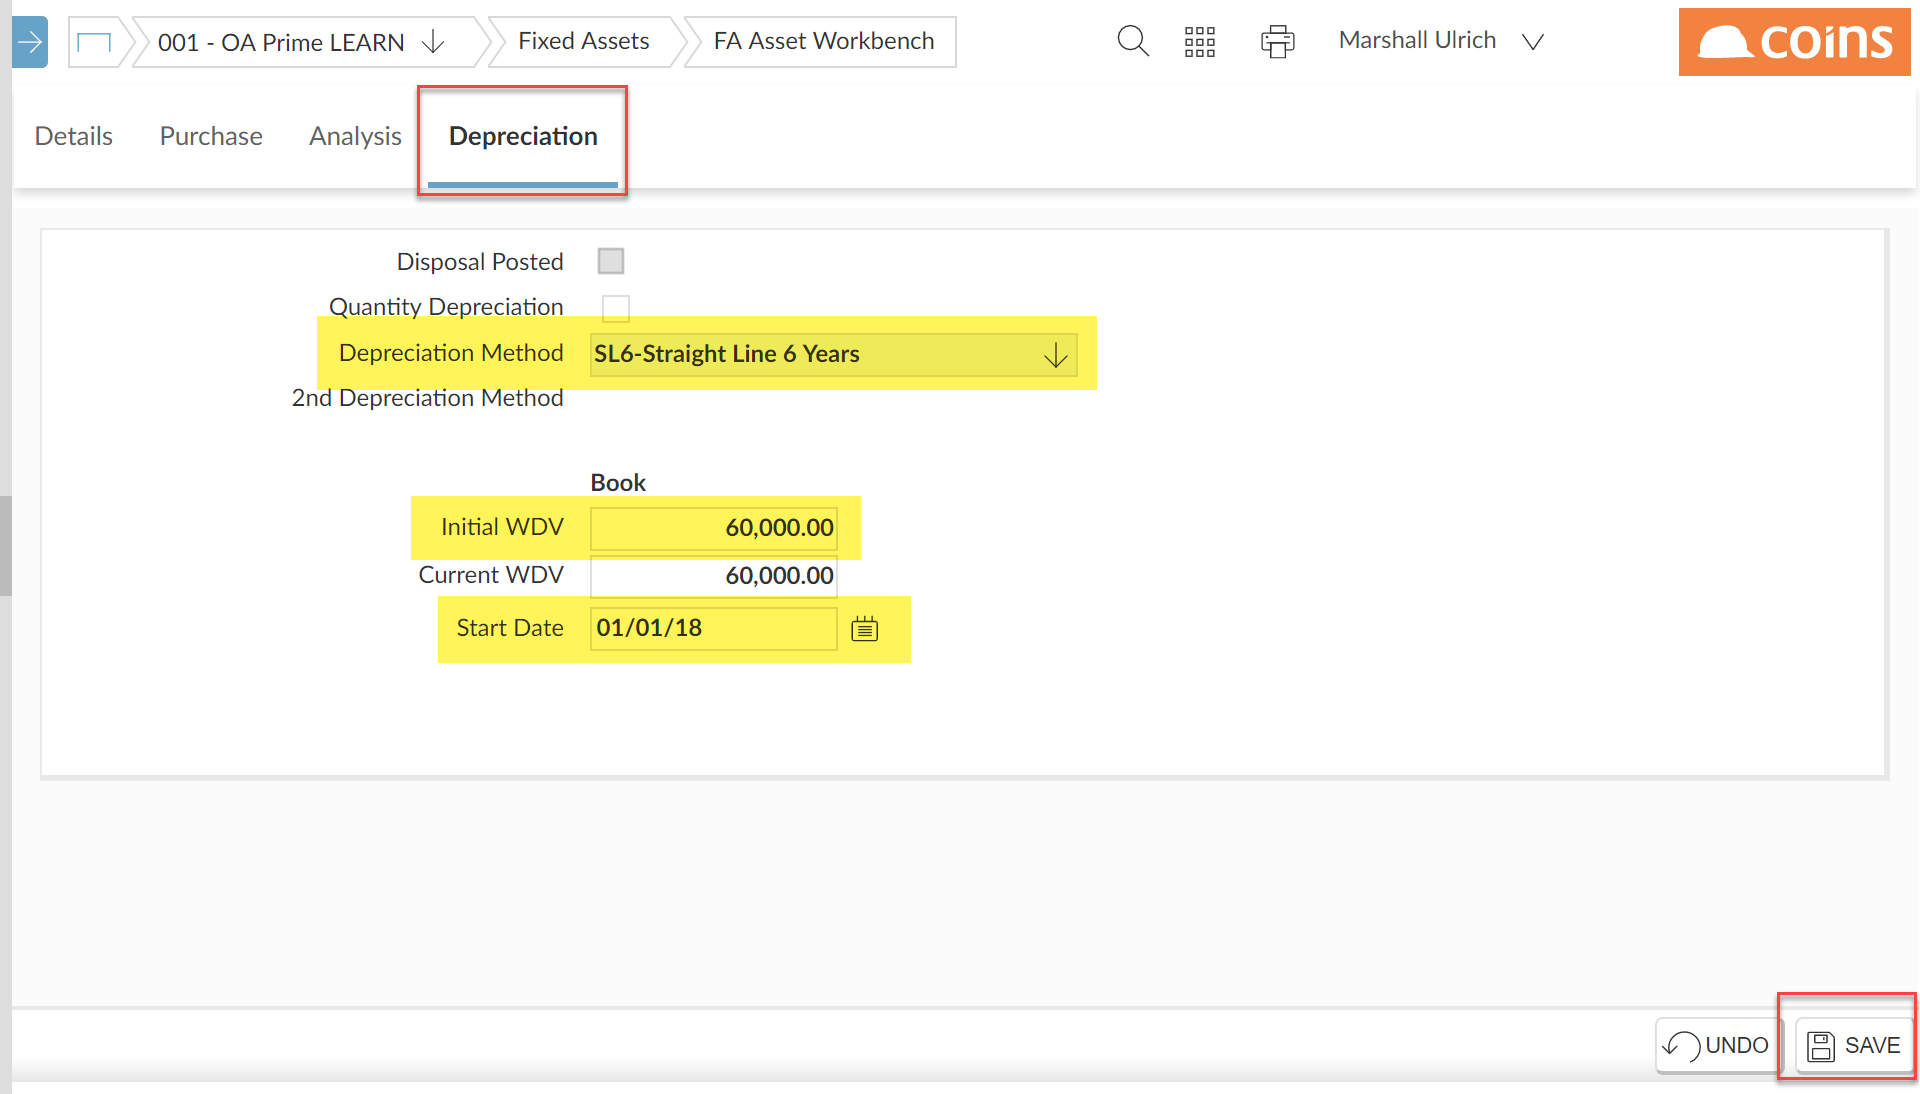 001 - OA Prime LEARN
Fixed Assets
FA Asset Workbench
Marshall Ulrich
coins
Details
Purchase
Analysis
Depreciation
Disposal Posted
Quantity Depreciation
Depreciation Method SL6-Straight Line 6 Years
2nd Depreciation Method
Book
Initial WDV 60,000.00
Current WDV 60,000.00
Start Date 01/01/18
UNDO
SAVE